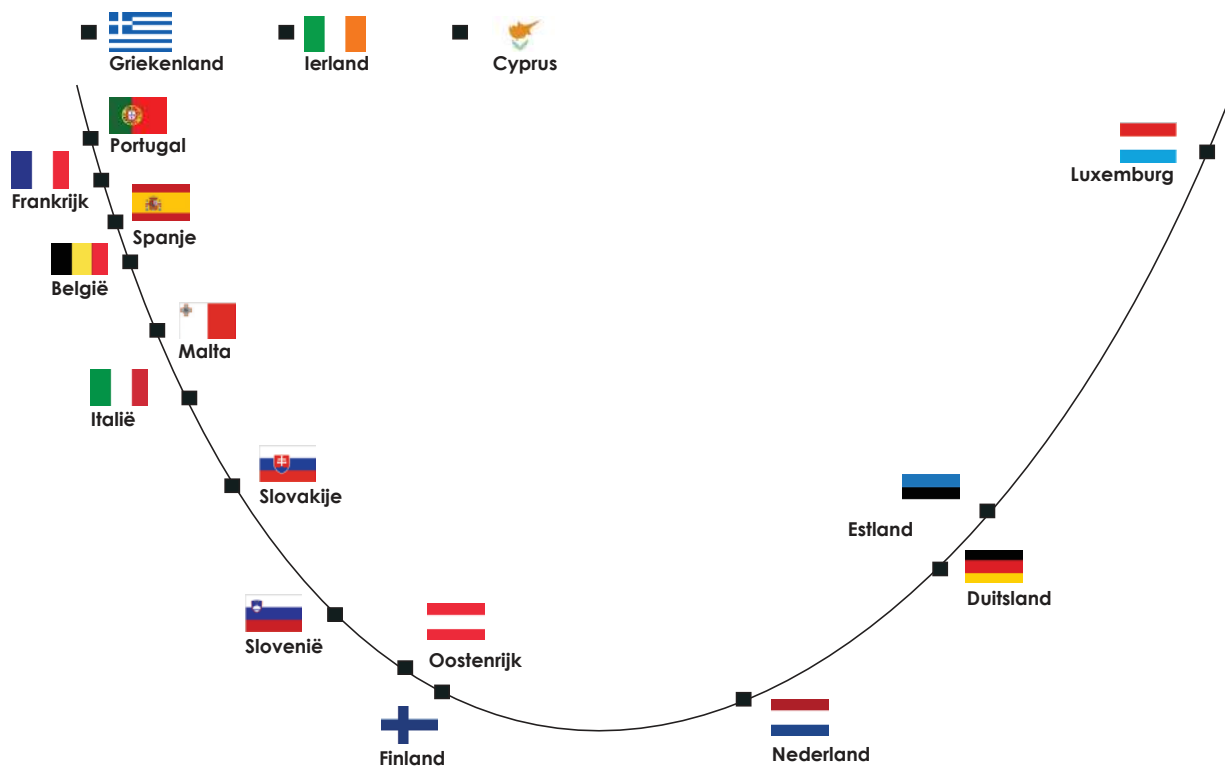 Griekenland
Ierland
Cyprus
Portugal
Luxemburg
Frankrijk
Spanje
België
Malta
Italië
Slovakije
Estland
Duitsland
Slovenië
Oostenrijk
Finland
Nederland